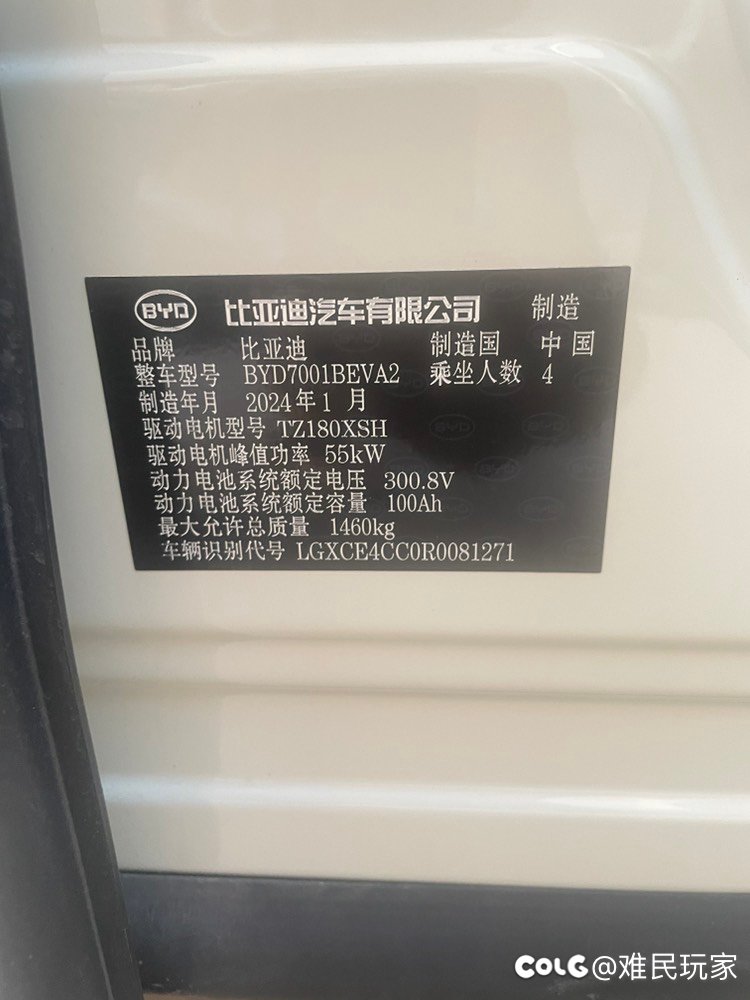 BYD 比亚迪汽车有限公司 制造
品牌 比亚迪 制造国 中国
整车型号 BYD7001BEVA2 乘坐人数 4
制造年月 2024年1月
驱动电机型号 TZ180XSH
驱动电机峰值功率 55kW
动力电池系统额定电压 300.8V
动力电池系统额定容量 100Ah
最大允许总质量 1460kg
车辆识别代号 LGXCE4CC0R0081271
COLG@难民玩家